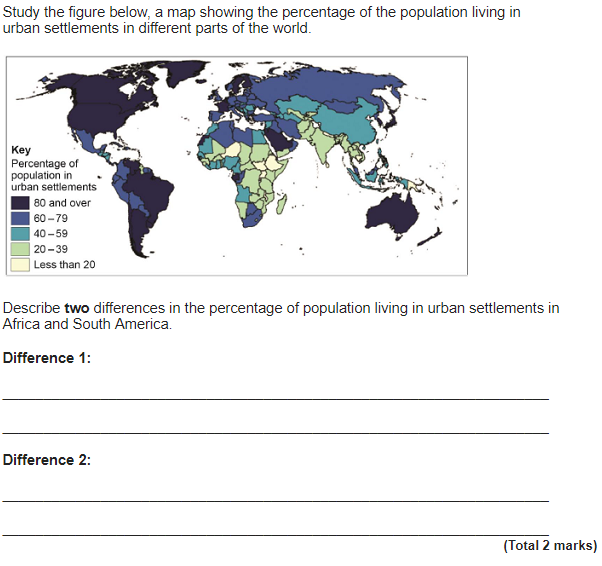 Study the figure below, a map showing the percentage of the population living in
urban settlements in different parts of the world.
Key
Percentage of
population in
urban settlements
80 and over
60–79
40–59
20–39
Less than 20
Describe two differences in the percentage of population living in urban settlements in
Africa and South America.
Difference 1:
Difference 2:
(Total 2 marks)